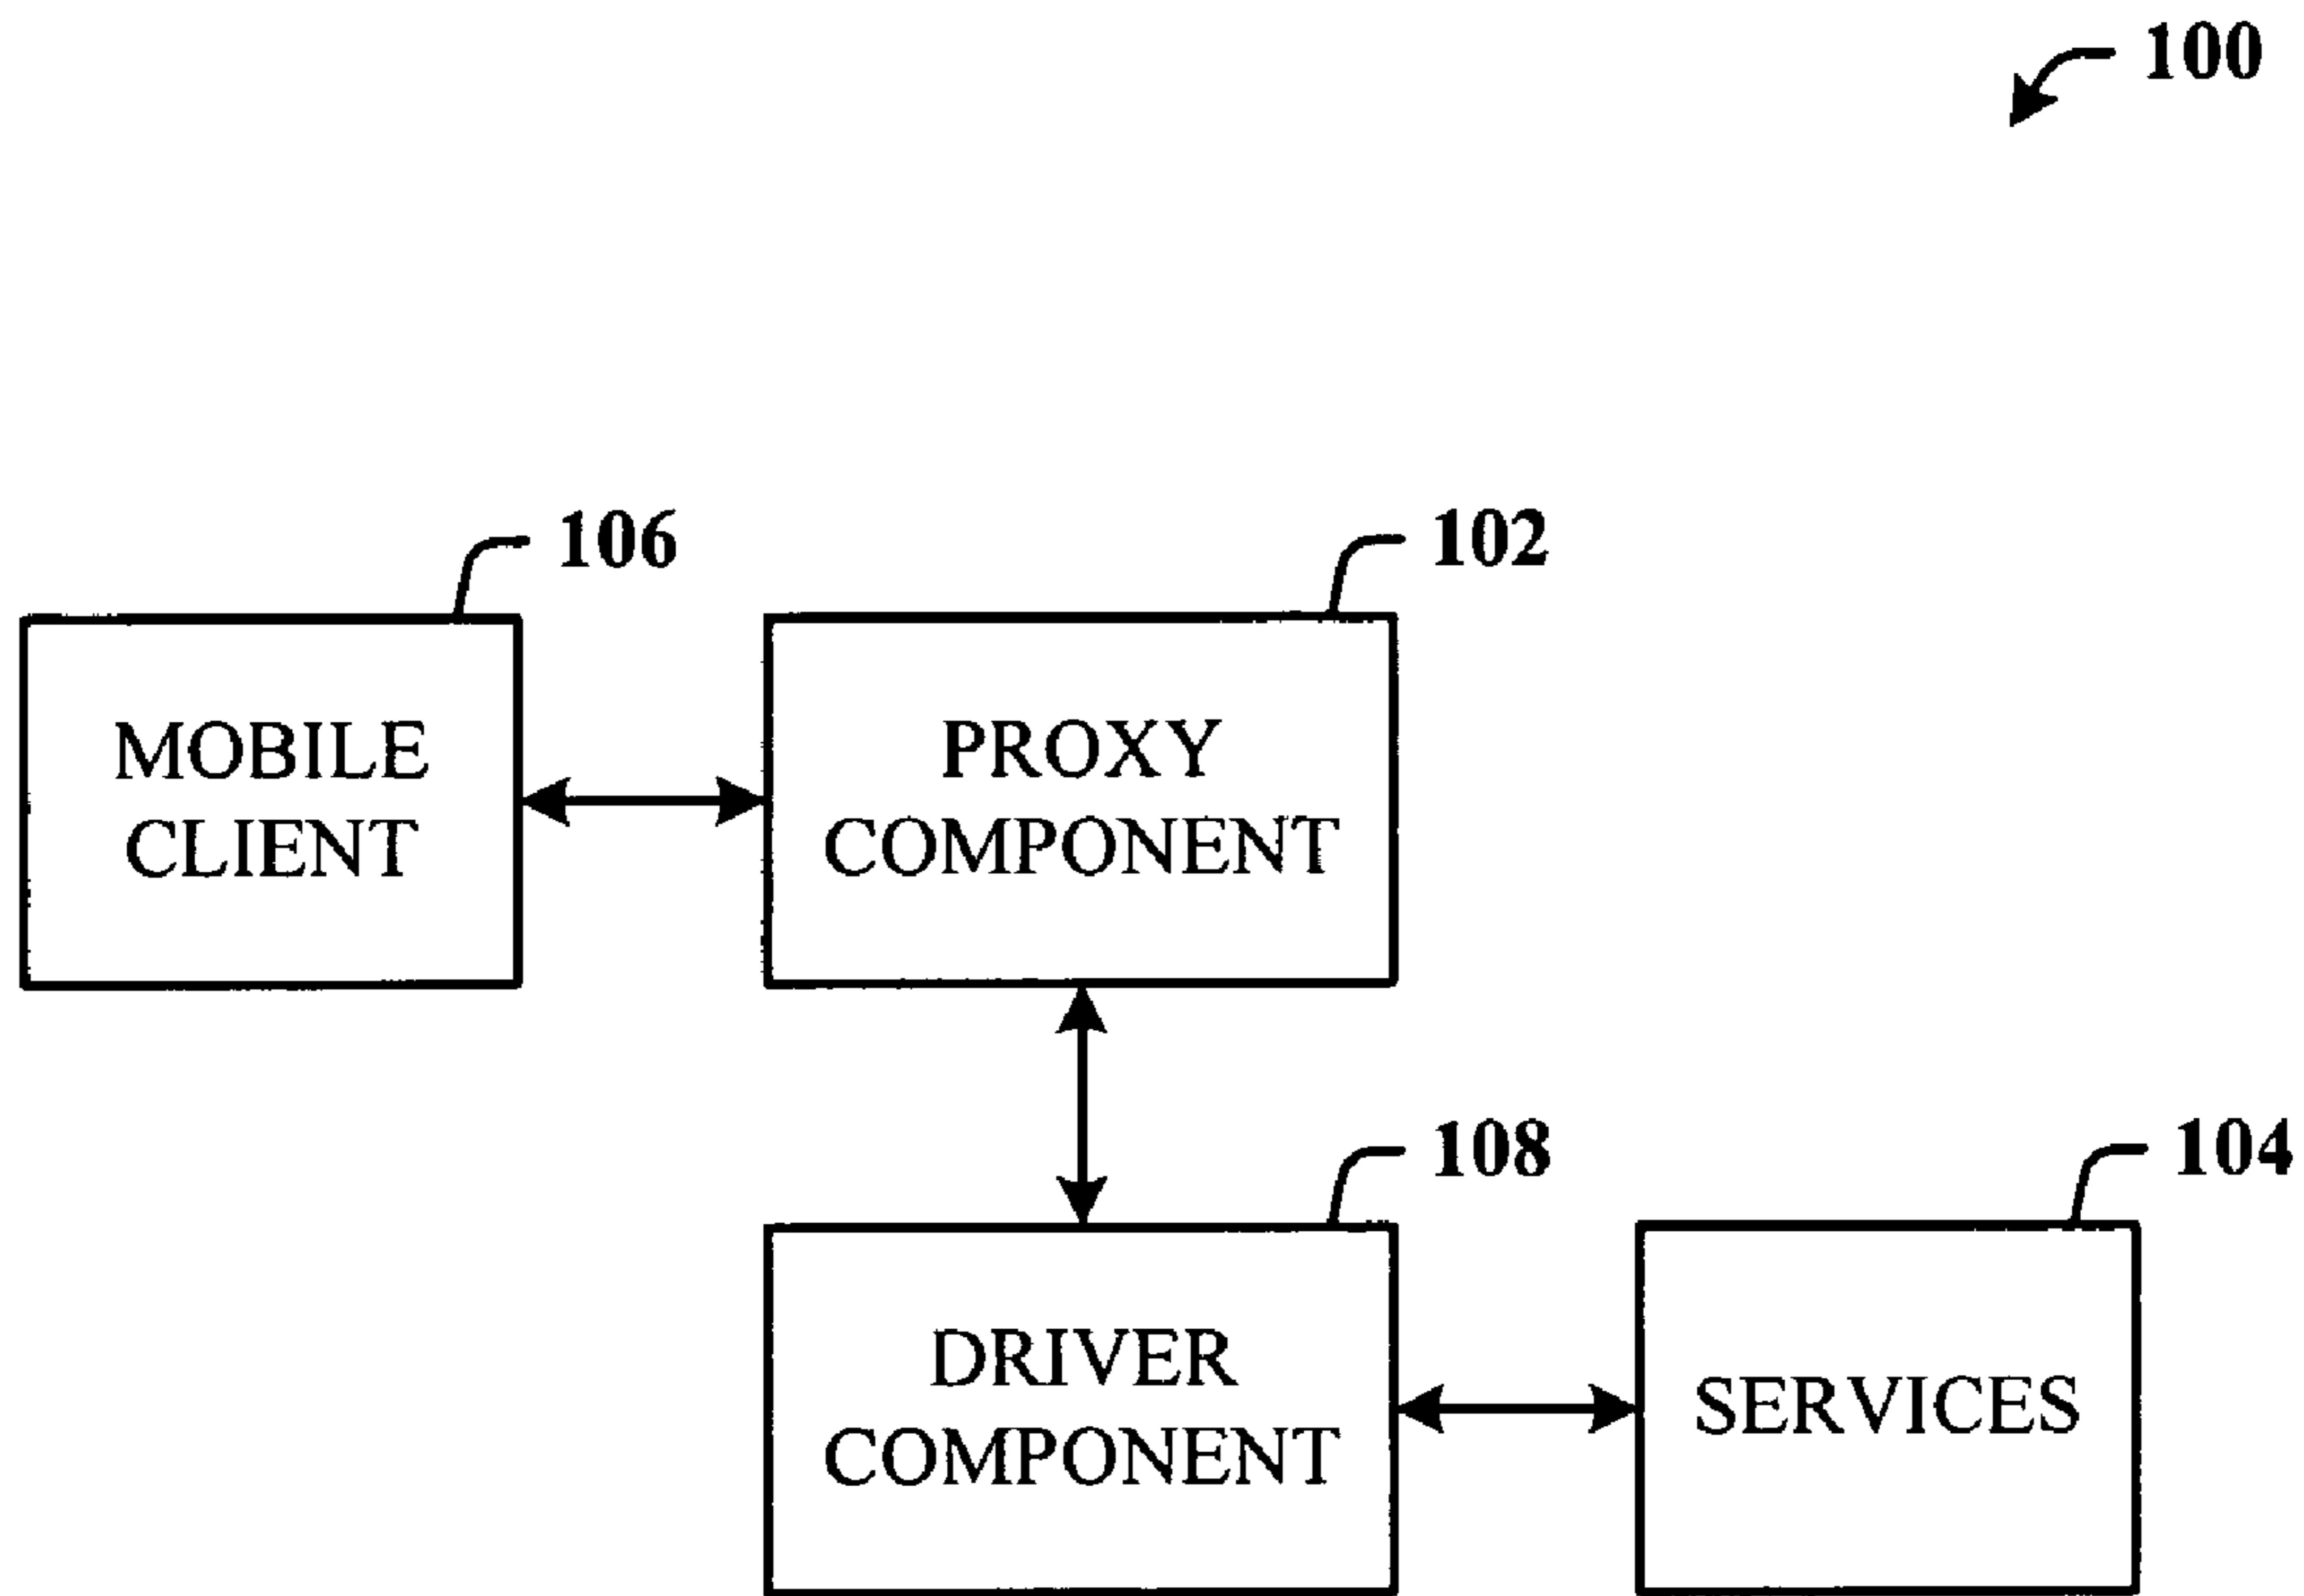 100
106
102
MOBILE
CLIENT
PROXY
COMPONENT
108
104
DRIVER
COMPONENT
SERVICES